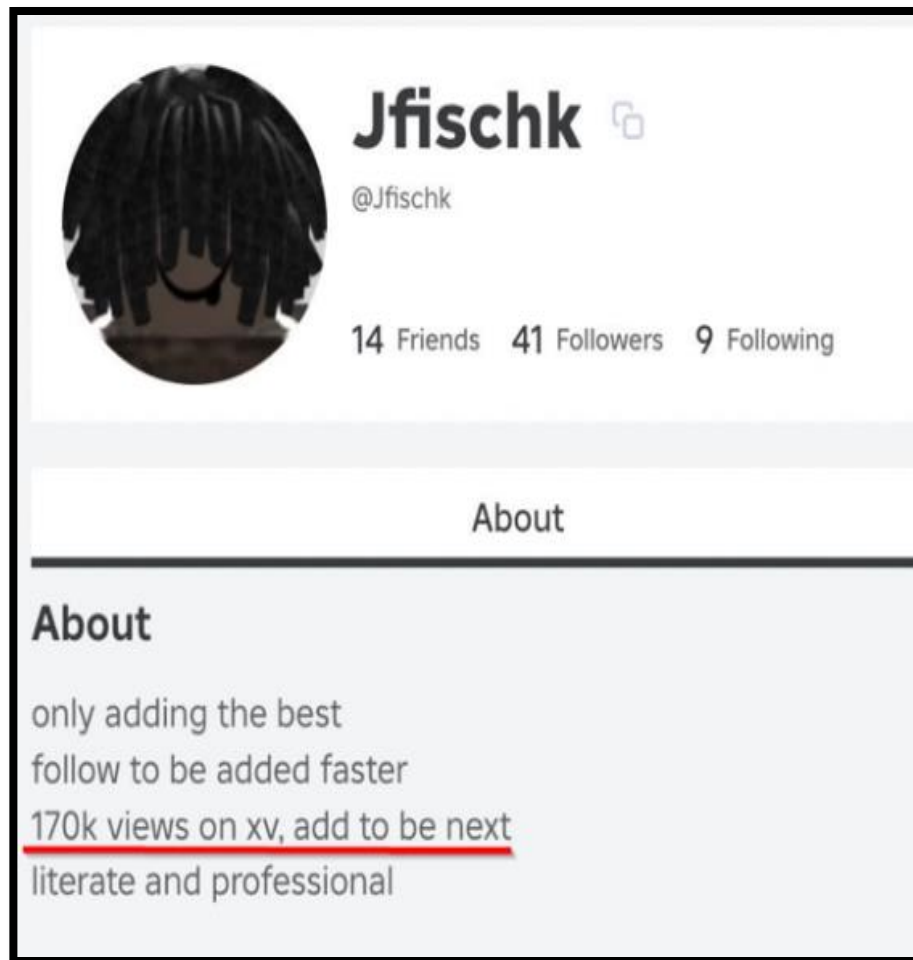 Jfischk
@Jfischk
14 Friends 41 Followers 9 Following
About
About
only adding the best
follow to be added faster
170k views on xv, add to be next
literate and professional